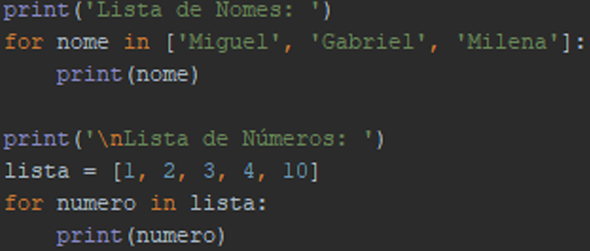 print('Lista de Nomes: ')
for nome in ['Miguel', 'Gabriel', 'Milena']:
    print(nome)

print('\nLista de Números: ')
lista = [1, 2, 3, 4, 10]
for numero in lista:
    print(numero)